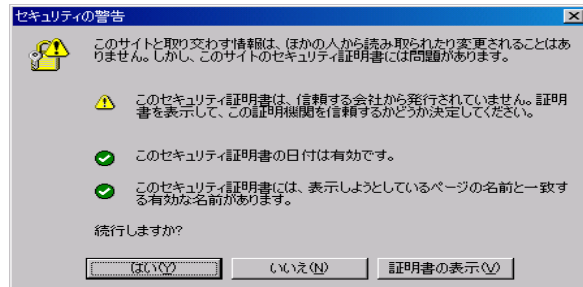 セキュリティの警告
このサイトと取り交わす情報は、ほかの人から読み取られたり変更されることはあ
りません。しかし、このサイトのセキュリティ証明書には問題があります。
このセキュリティ証明書は、信頼する会社から発行されていません。証明
書を表示して、この証明機関を信頼するかどうか決定してください。
このセキュリティ証明書の日付は有効です。
このセキュリティ証明書には、表示しようとしているページの名前と一致す
る有効な名前があります。
続行しますか?
はい(Y)
いいえ(N)
証明書の表示(V)